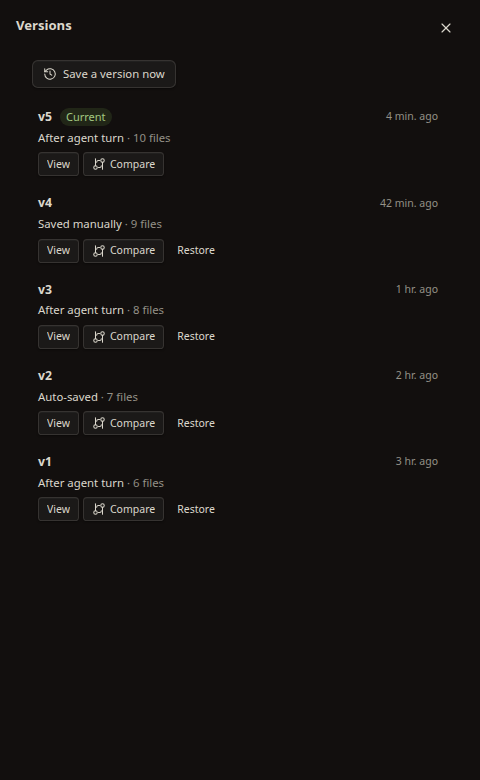 Versions
Save a version now
v5 Current 4 min. ago
After agent turn · 10 files
View Compare
v4 42 min. ago
Saved manually · 9 files
View Compare Restore
v3 1 hr. ago
After agent turn · 8 files
View Compare Restore
v2 2 hr. ago
Auto-saved · 7 files
View Compare Restore
v1 3 hr. ago
After agent turn · 6 files
View Compare Restore